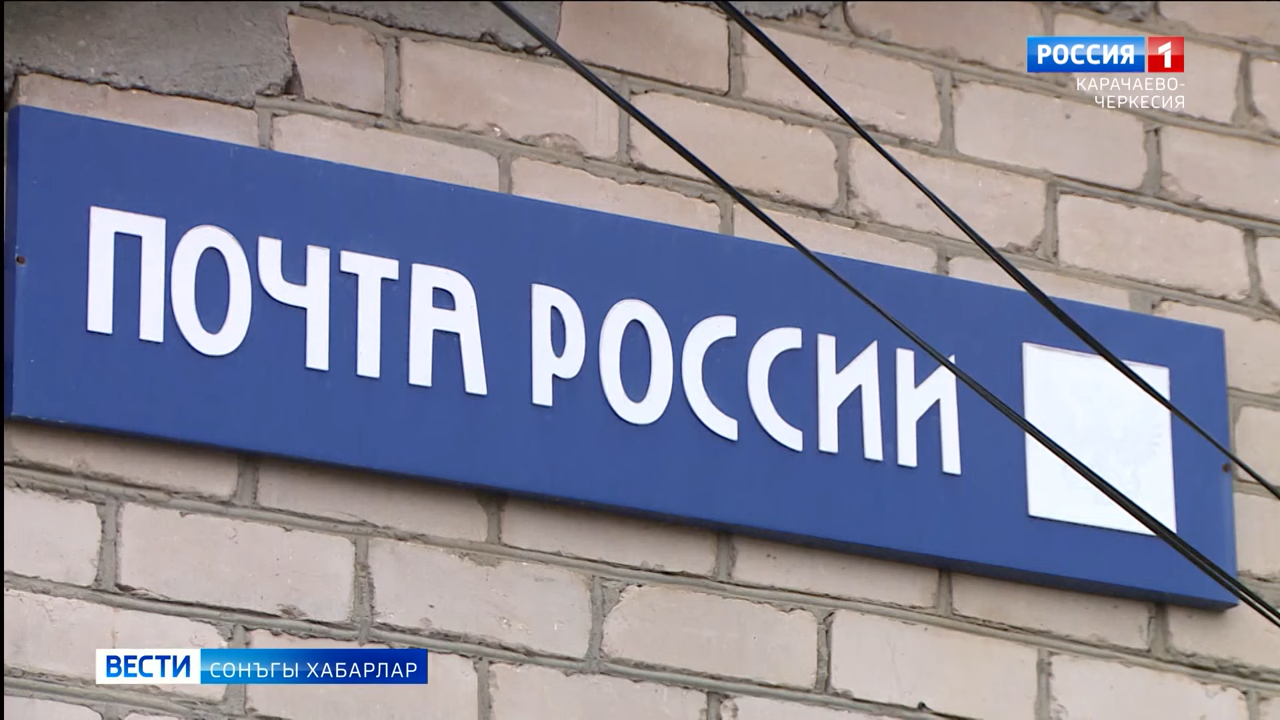 РОССИЯ 1
КАРАЧАЕВО-
ЧЕРКЕСИЯ
ПОЧТА РОССИИ
ВЕСТИ СОНЪГЫ ХАБАРЛАР